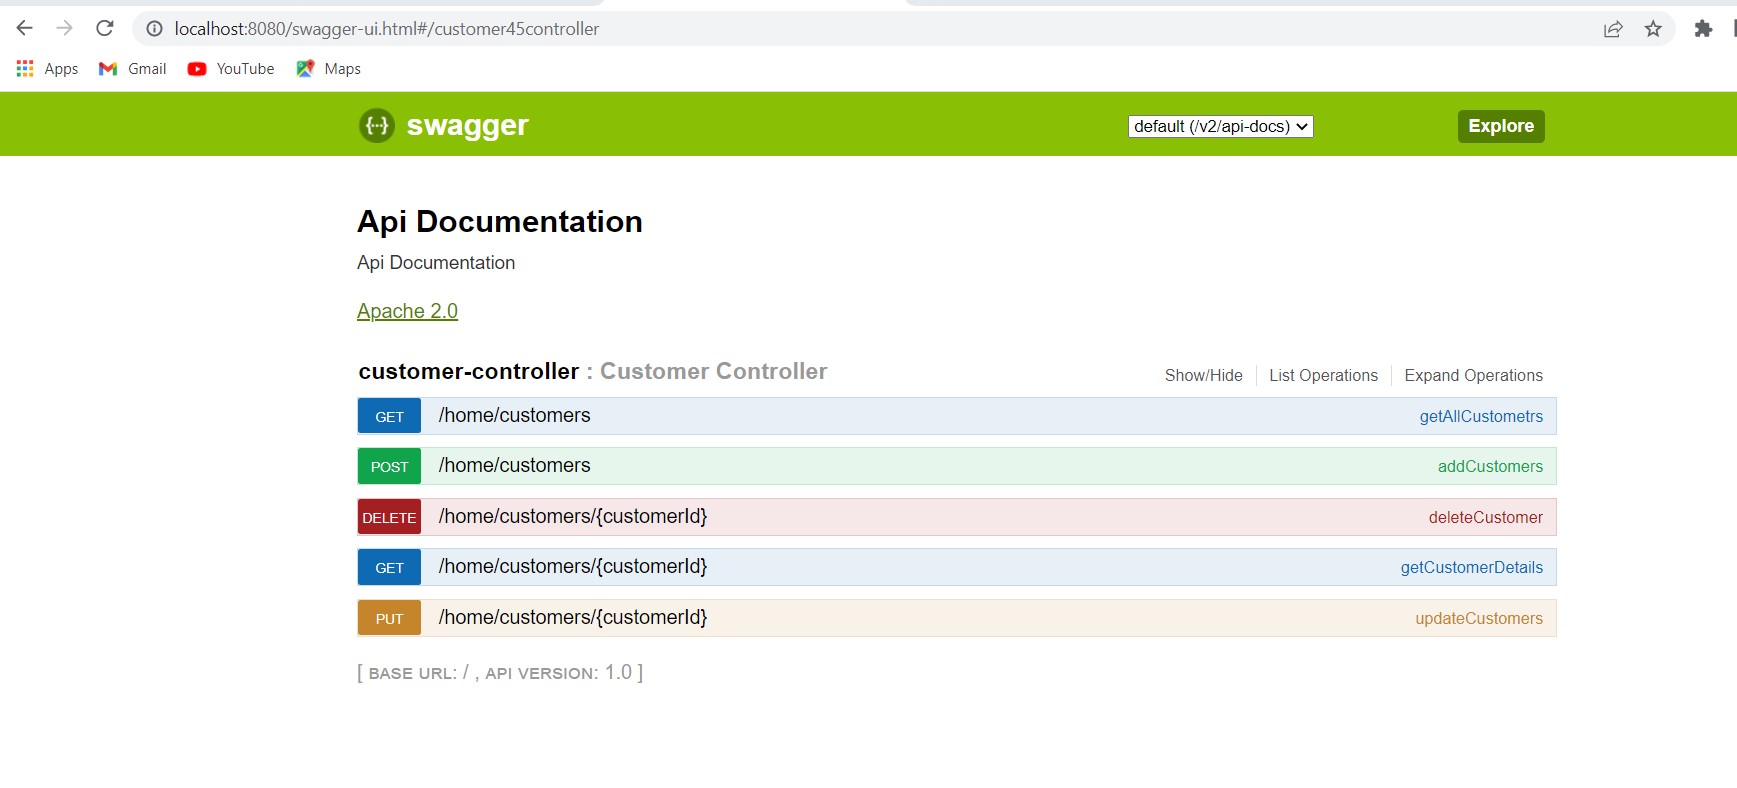 localhost:8080/swagger-ui.html#/customer45controller
Apps Gmail YouTube Maps
{···} swagger default (/v2/api-docs) Explore
Api Documentation
Api Documentation
Apache 2.0
customer-controller : Customer Controller Show/Hide List Operations Expand Operations
GET /home/customers getAllCustometrs
POST /home/customers addCustomers
DELETE /home/customers/{customerId} deleteCustomer
GET /home/customers/{customerId} getCustomerDetails
PUT /home/customers/{customerId} updateCustomers
[ BASE URL: / , API VERSION: 1.0 ]